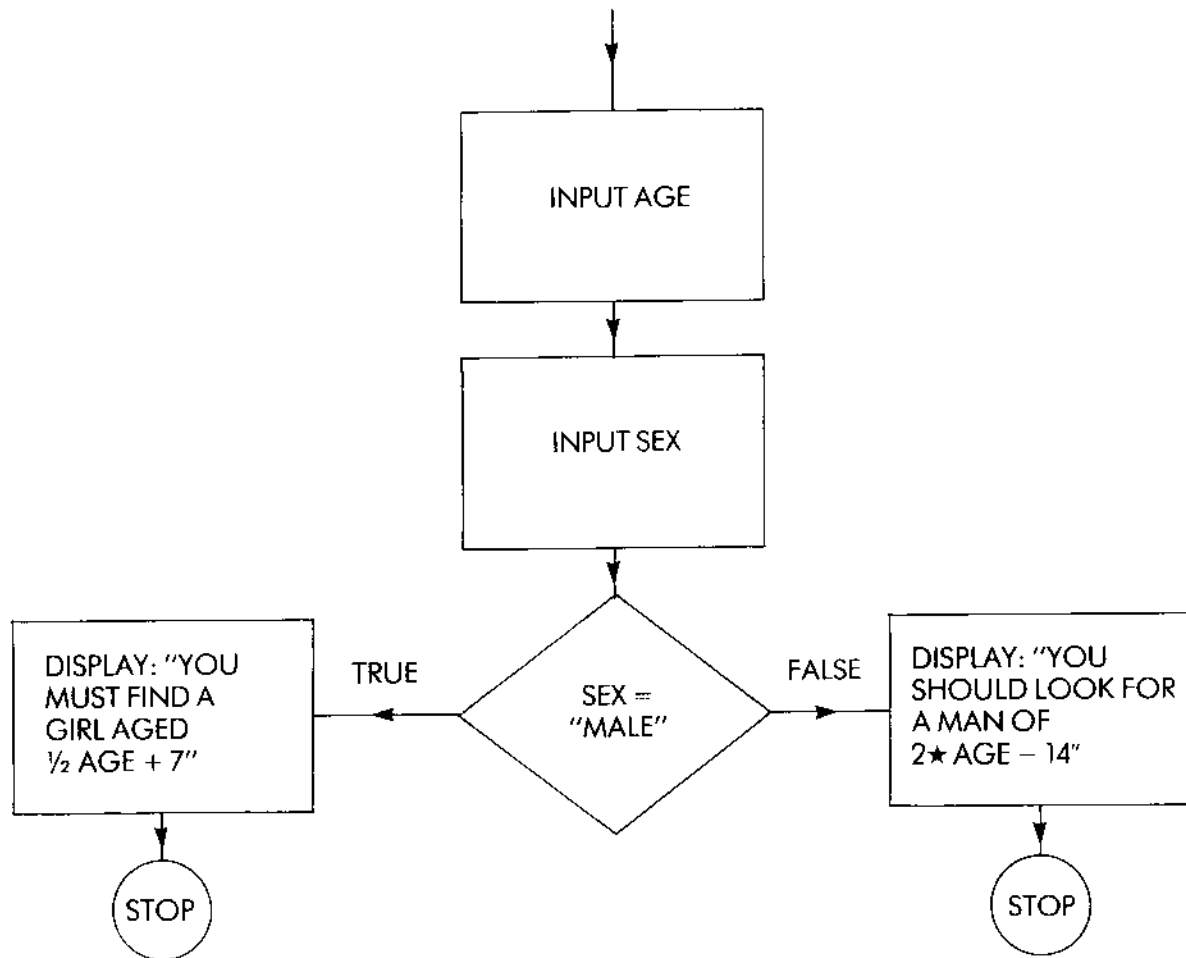 INPUT AGE
INPUT SEX
SEX =
"MALE"
TRUE
FALSE
DISPLAY: "YOU
MUST FIND A
GIRL AGED
½ AGE + 7"
DISPLAY: "YOU
SHOULD LOOK FOR
A MAN OF
2★ AGE – 14"
STOP
STOP